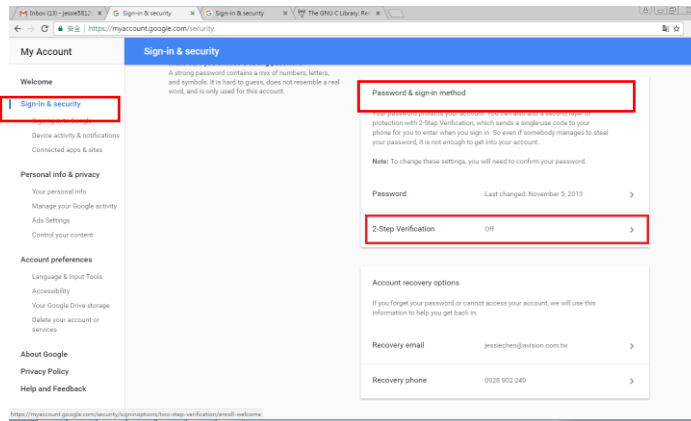 Inbox (13) - jessie5812
Sign-in & security
Sign-in & security
The GNU C Library: Re
安全 | https://myaccount.google.com/security
My Account
Sign-in & security
A strong password contains a mix of numbers, letters,
and symbols. It is hard to guess, does not resemble a real
word, and is only used for this account.
Welcome
Sign-in & security
Signing in to Google
Device activity & notifications
Connected apps & sites
Personal info & privacy
Your personal info
Manage your Google activity
Ads Settings
Control your content
Account preferences
Language & Input Tools
Accessibility
Your Google Drive storage
Delete your account or
services
About Google
Privacy Policy
Help and Feedback
Password & sign-in method
Your password protects your account. You can also add a second layer of
protection with 2-Step Verification, which sends a single-use code to your
phone for you to enter when you sign in. So even if somebody manages to steal
your password, it is not enough to get into your account.
Note: To change these settings, you will need to confirm your password.
Password Last changed: November 5, 2013
2-Step Verification Off
Account recovery options
If you forget your password or cannot access your account, we will use this
information to help you get back in.
Recovery email jessiechen@avision.com.tw
Recovery phone 0928 902 249
https://myaccount.google.com/security/signinoptions/two-step-verification/enroll-welcome